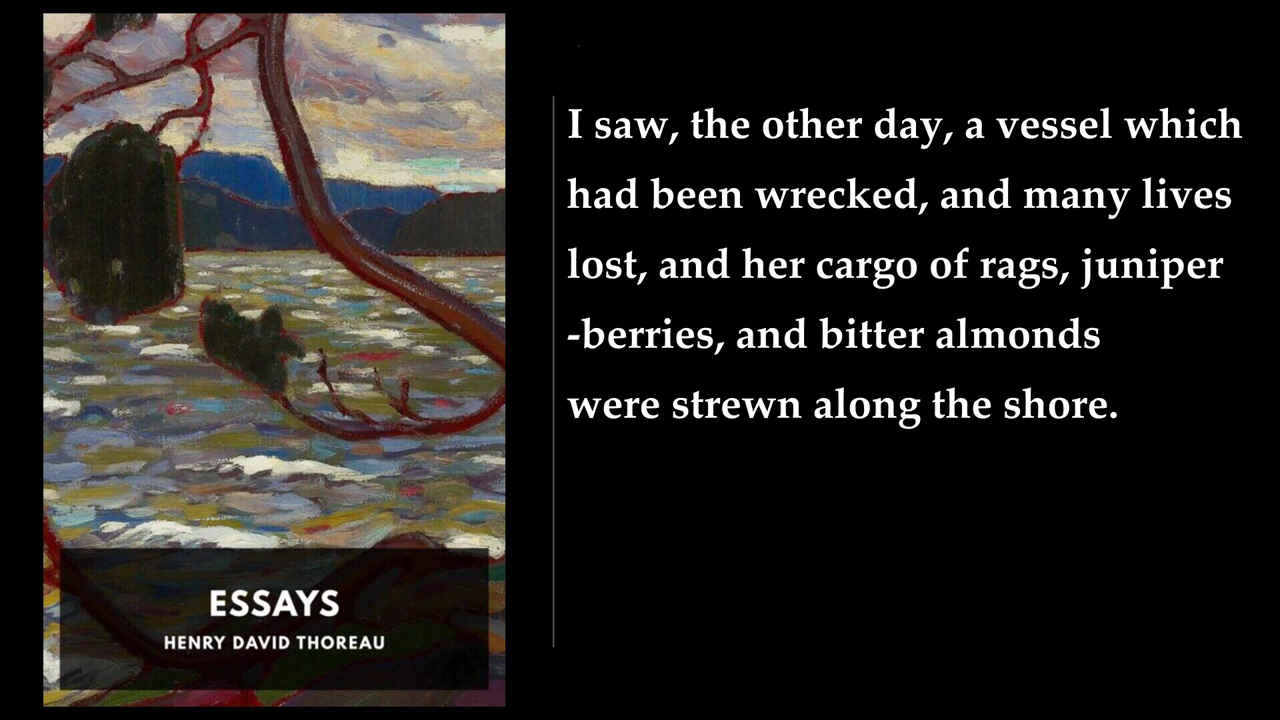 ESSAYS
HENRY DAVID THOREAU
I saw, the other day, a vessel which
had been wrecked, and many lives
lost, and her cargo of rags, juniper
-berries, and bitter almonds
were strewn along the shore.